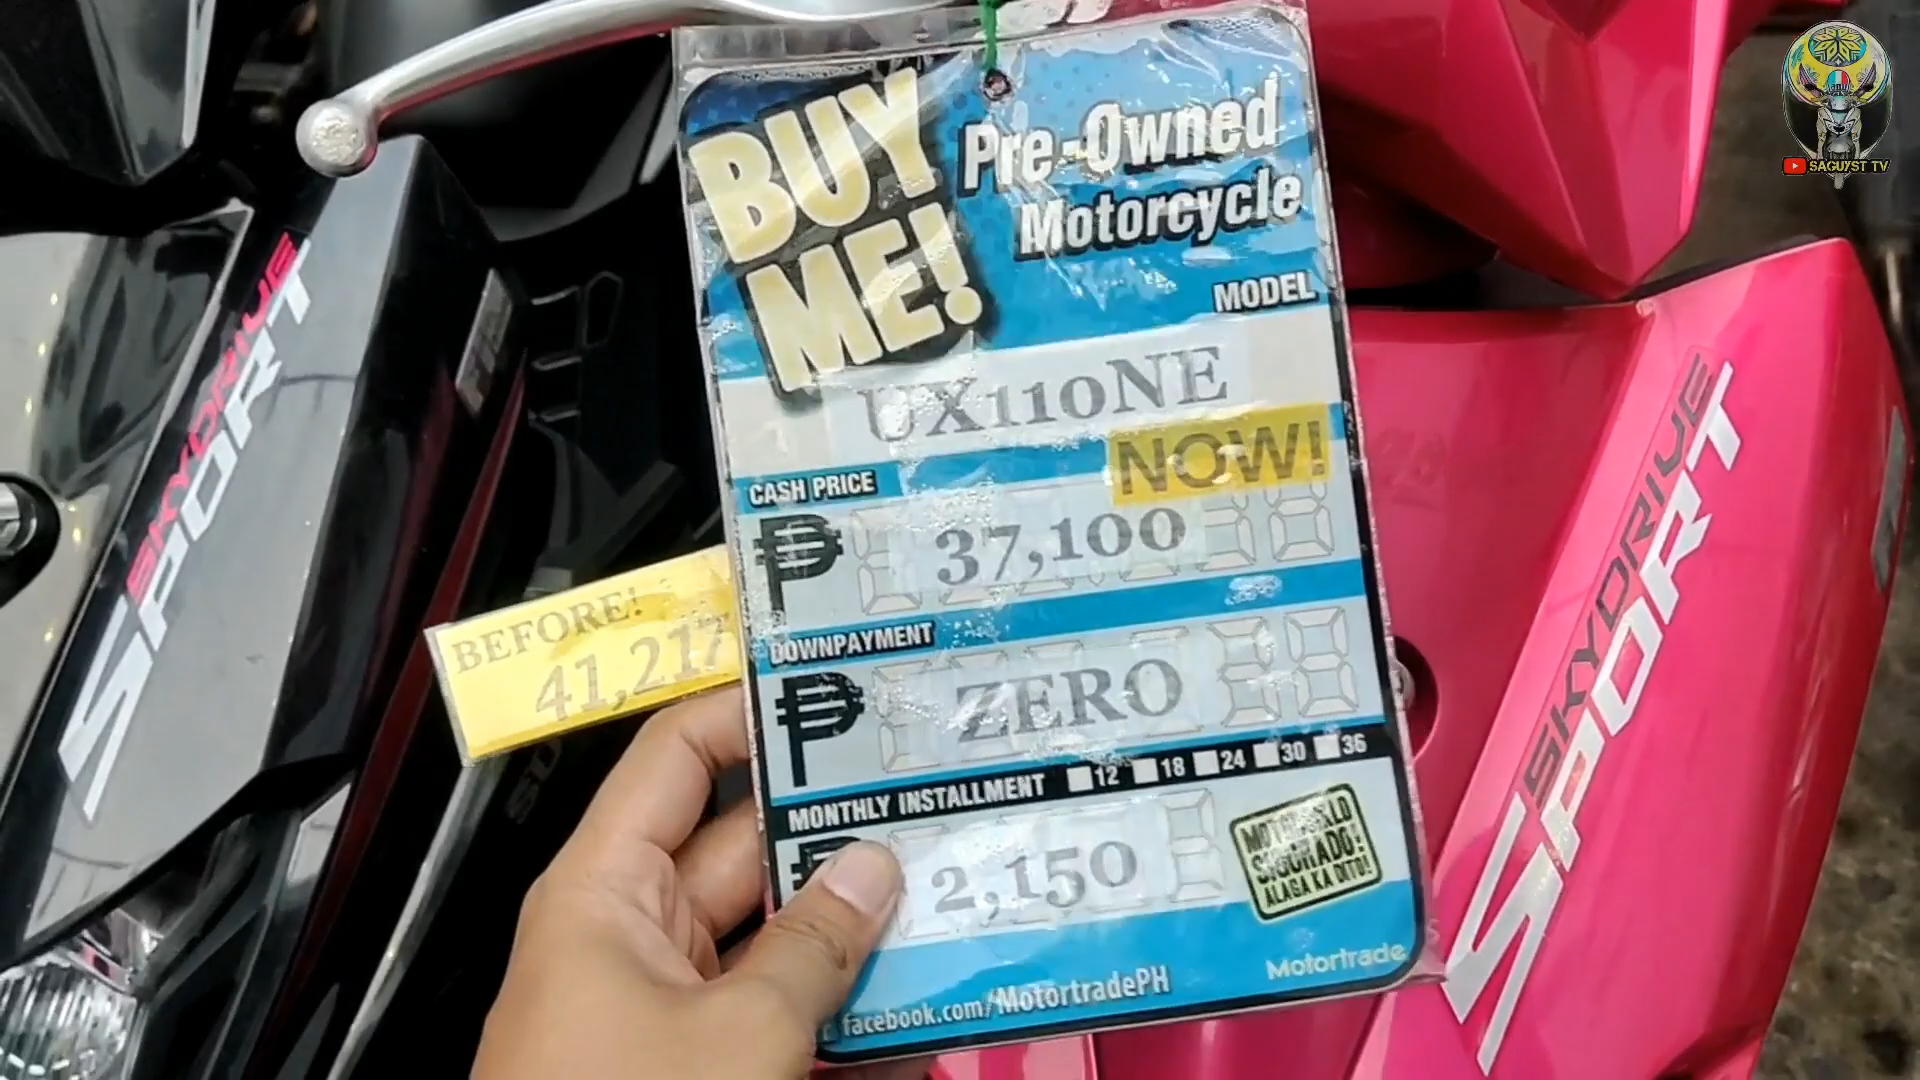 BUY
ME!
Pre-Owned
Motorcycle
MODEL
UX110NE
NOW!
CASH PRICE
₱ 37,100
BEFORE!
41,217
DOWNPAYMENT
₱ ZERO
MONTHLY INSTALLMENT 12 18 24 30 36
2,150
MOTORSIKLO
SIGURADO!
ALAGA KA DITO!
Motortrade
facebook.com/MotortradePH
SKYDRIVE
SPORT
SKYDRIVE
SPORT
SAGUYST TV